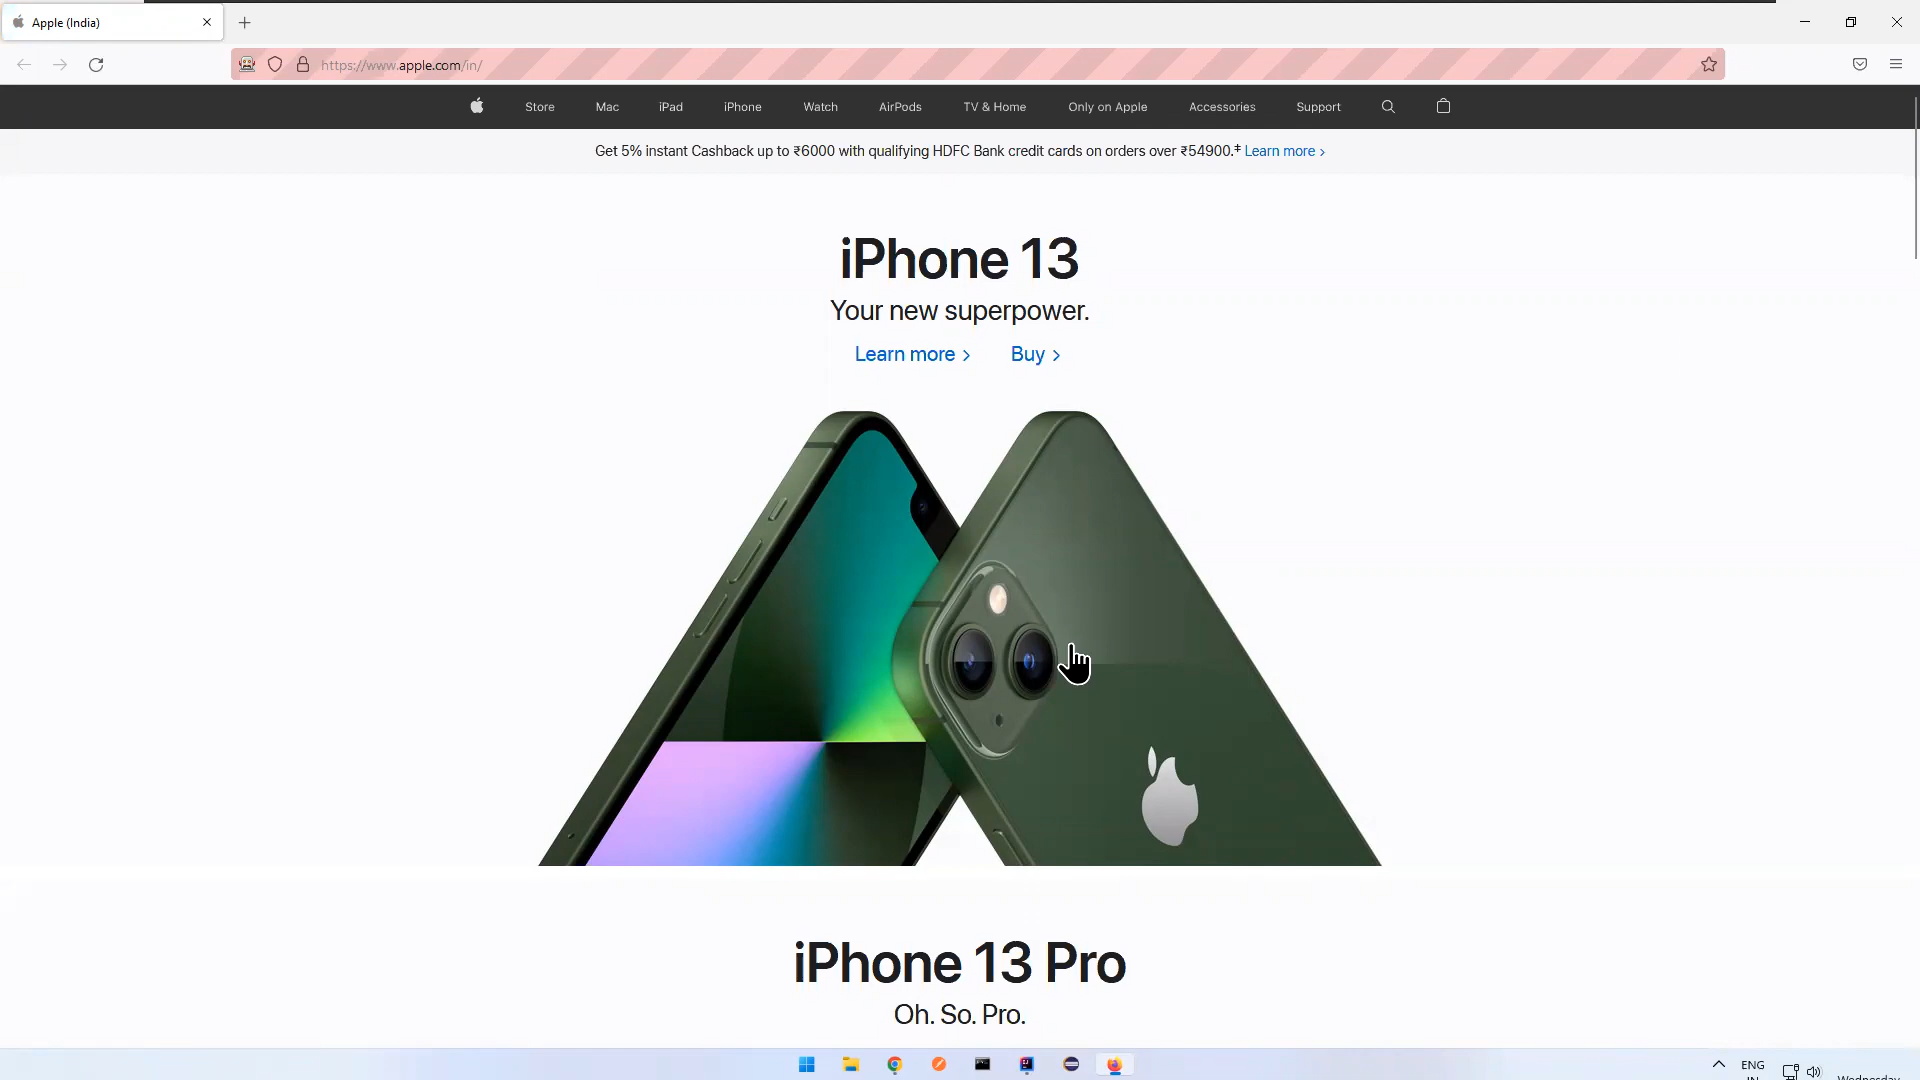 Apple (India)
https://www.apple.com/in/
Store Mac iPad iPhone Watch AirPods TV & Home Only on Apple Accessories Support
Get 5% instant Cashback up to ₹6000 with qualifying HDFC Bank credit cards on orders over ₹54900.‡ Learn more >
iPhone 13
Your new superpower.
Learn more > Buy >
iPhone 13 Pro
Oh. So. Pro.
ENG
IN
Wednesday